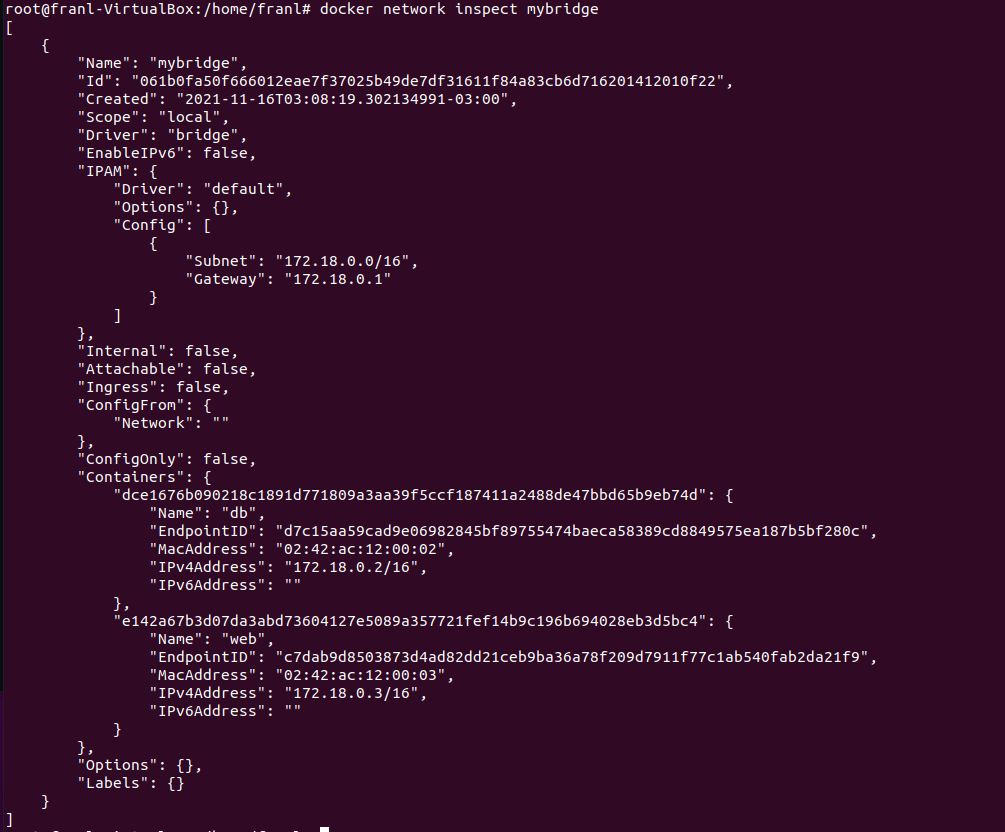 root@franl-VirtualBox:/home/franl# docker network inspect mybridge
[
    {
        "Name": "mybridge",
        "Id": "061b0fa50f666012eae7f37025b49de7df31611f84a83cb6d716201412010f22",
        "Created": "2021-11-16T03:08:19.302134991-03:00",
        "Scope": "local",
        "Driver": "bridge",
        "EnableIPv6": false,
        "IPAM": {
            "Driver": "default",
            "Options": {},
            "Config": [
                {
                    "Subnet": "172.18.0.0/16",
                    "Gateway": "172.18.0.1"
                }
            ]
        },
        "Internal": false,
        "Attachable": false,
        "Ingress": false,
        "ConfigFrom": {
            "Network": ""
        },
        "ConfigOnly": false,
        "Containers": {
            "dce1676b090218c1891d771809a3aa39f5ccf187411a2488de47bbd65b9eb74d": {
                "Name": "db",
                "EndpointID": "d7c15aa59cad9e06982845bf89755474baeca58389cd8849575ea187b5bf280c",
                "MacAddress": "02:42:ac:12:00:02",
                "IPv4Address": "172.18.0.2/16",
                "IPv6Address": ""
            },
            "e142a67b3d07da3abd73604127e5089a357721fef14b9c196b694028eb3d5bc4": {
                "Name": "web",
                "EndpointID": "c7dab9d8503873d4ad82dd21ceb9ba36a78f209d7911f77c1ab540fab2da21f9",
                "MacAddress": "02:42:ac:12:00:03",
                "IPv4Address": "172.18.0.3/16",
                "IPv6Address": ""
            }
        },
        "Options": {},
        "Labels": {}
    }
]